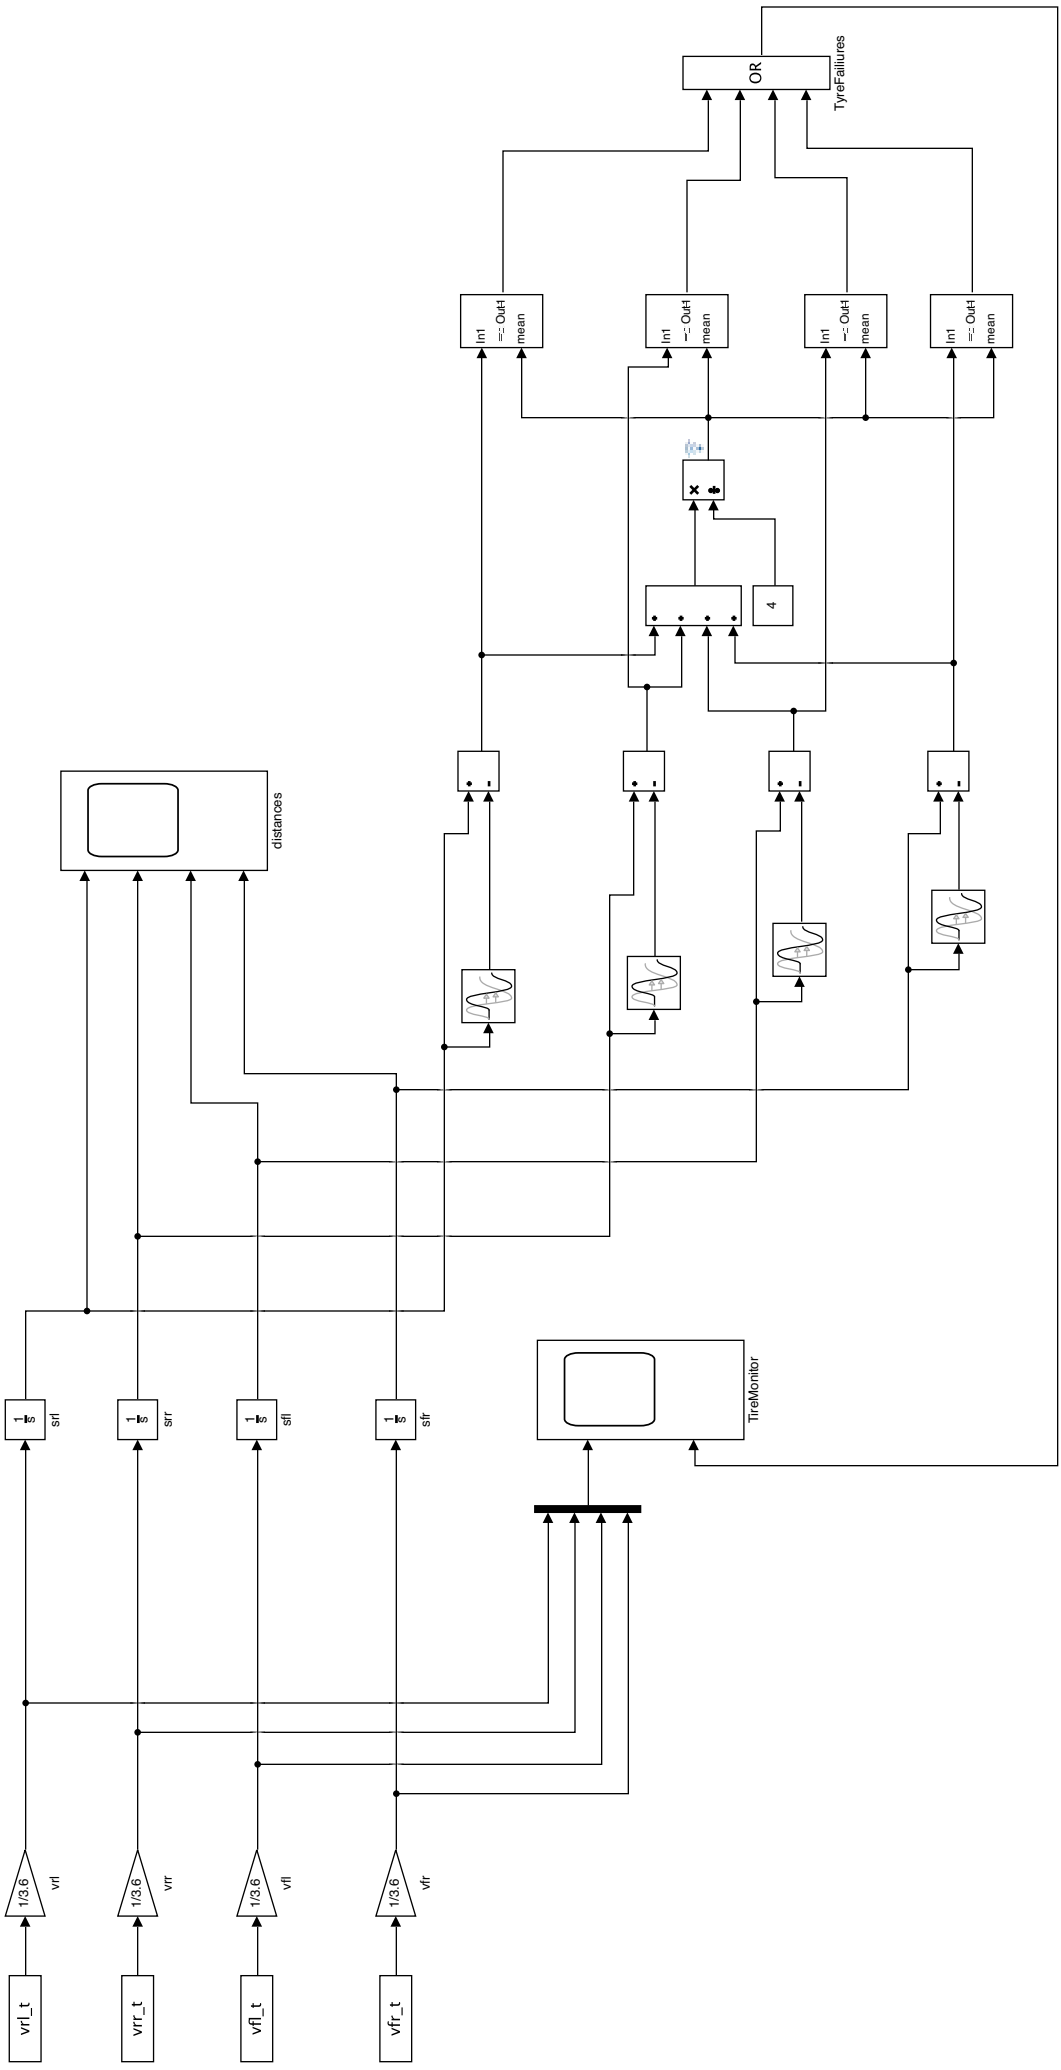 vrl_t
1/3.6
vrl
vrr_t
1/3.6
vrr
vfl_t
1/3.6
vfl
vfr_t
1/3.6
vfr
1
s
srl
1
s
srr
1
s
sfl
1
s
sfr
TireMonitor
distances
+
-
+
-
+
-
+
-
+
+
+
+
4
×
÷
In1
Out1
mean
In1
Out1
mean
In1
Out1
mean
In1
Out1
mean
OR
TyreFailiures